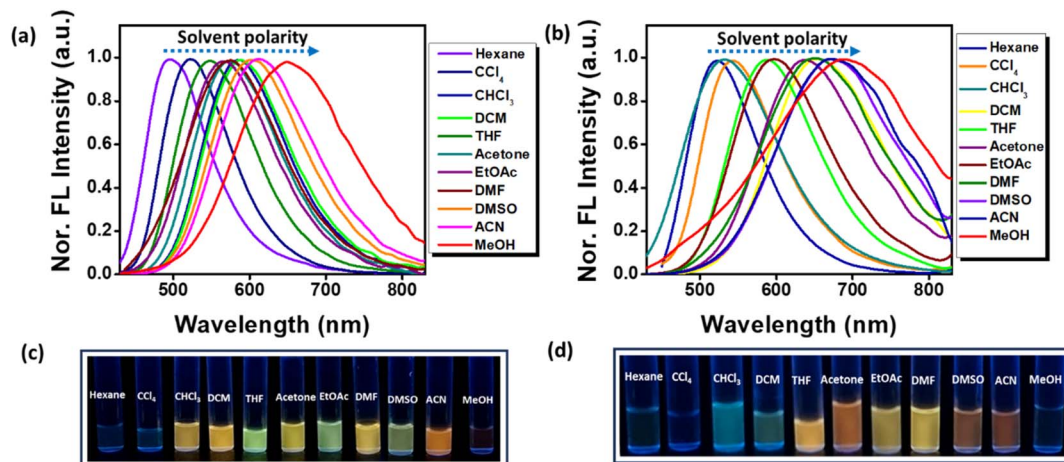 (a)
Solvent polarity
Nor. FL Intensity (a.u.)
1.0
0.8
0.6
0.4
0.2
0.0
500
600
700
800
Wavelength (nm)
Hexane
CCl4
CHCl3
DCM
THF
Acetone
EtOAc
DMF
DMSO
ACN
MeOH
(b)
Solvent polarity
Nor. FL Intensity (a.u.)
1.0
0.8
0.6
0.4
0.2
0.0
500
600
700
800
Wavelength (nm)
Hexane
CCl4
CHCl3
DCM
THF
Acetone
EtOAc
DMF
DMSO
ACN
MeOH
(c)
Hexane CCl4 CHCl3 DCM THF Acetone EtOAc DMF DMSO ACN MeOH
(d)
Hexane CCl4 CHCl3 DCM THF Acetone EtOAc DMF DMSO ACN MeOH